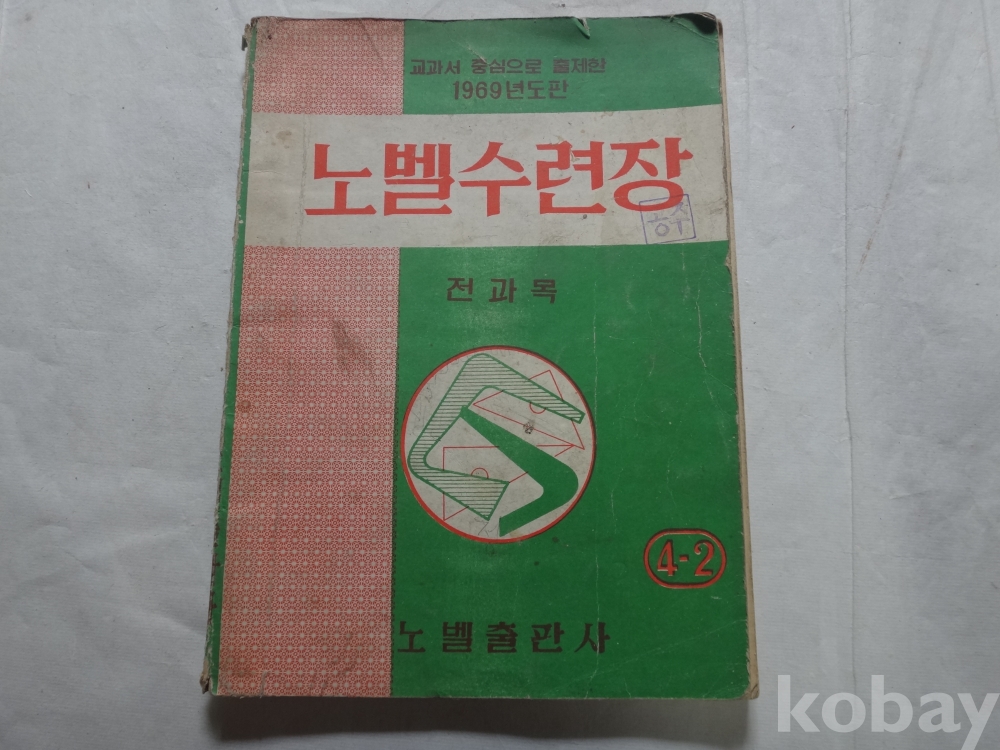 교과서 중심으로 출제한
1969년도판
노벨수련장
전과목
4-2
노벨출판사
kobay